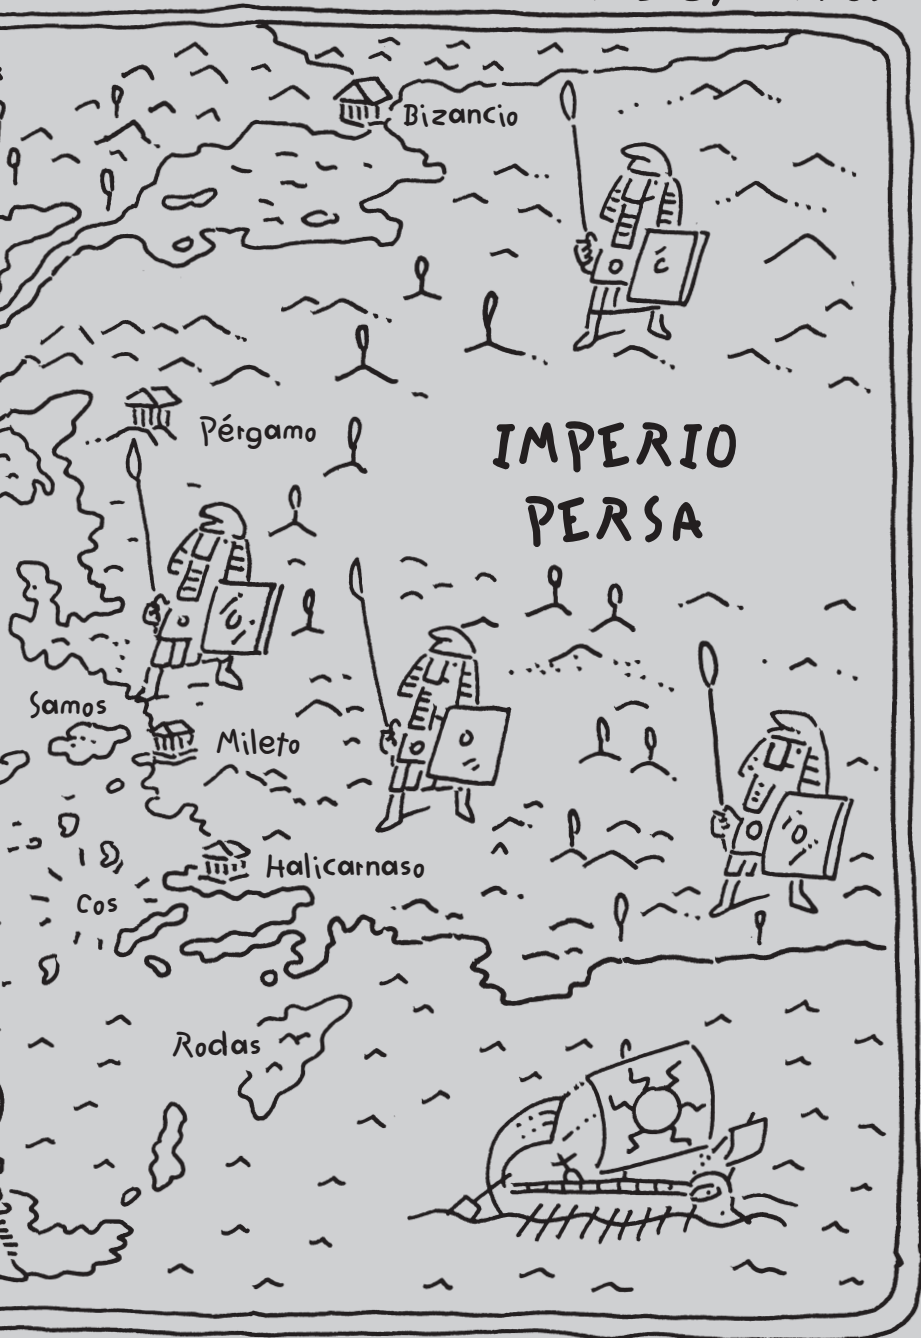 Bizancio
Pérgamo
IMPERIO
PERSA
Samos
Mileto
Halicarnaso
Cos
Rodas